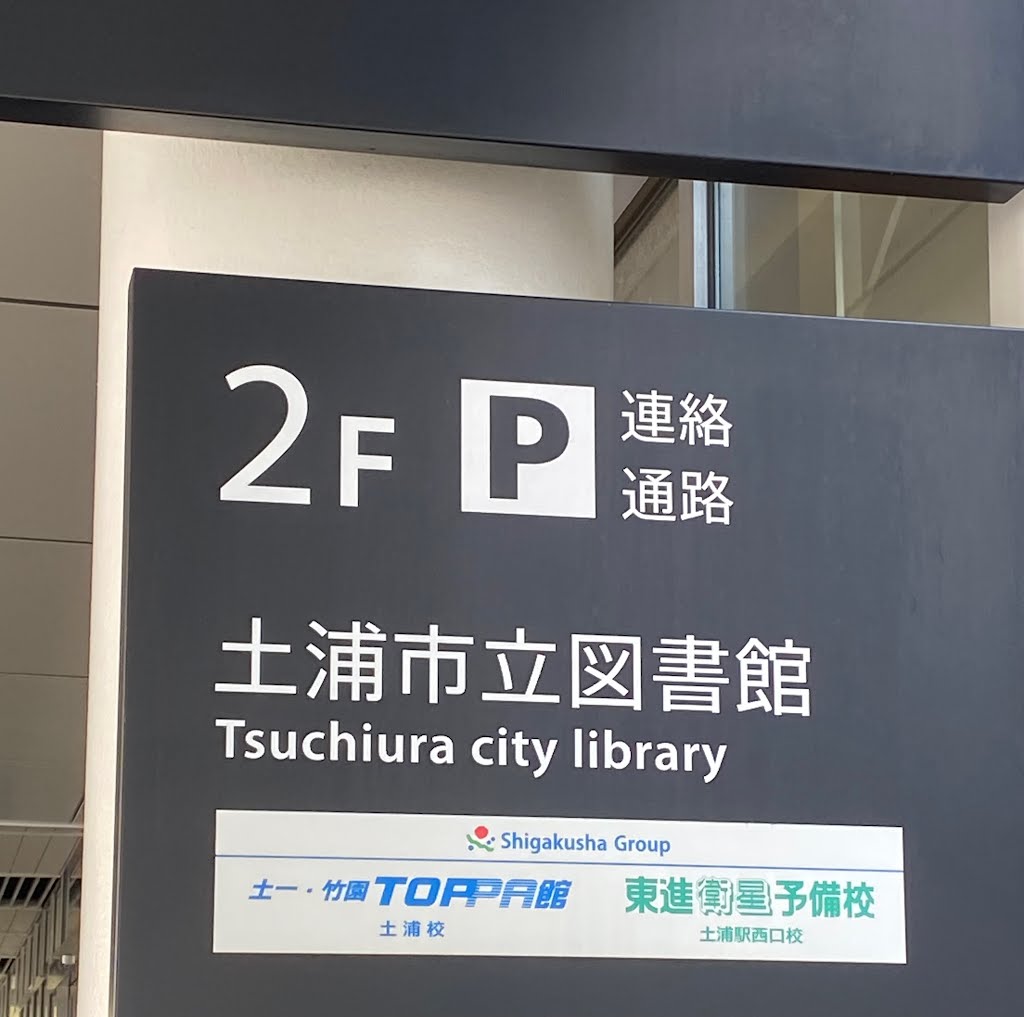 2F P 連絡
通路
土浦市立図書館
Tsuchiura city library
Shigakusha Group
土一・竹園TOPPA館 東進衛星予備校
土浦校 土浦駅西口校